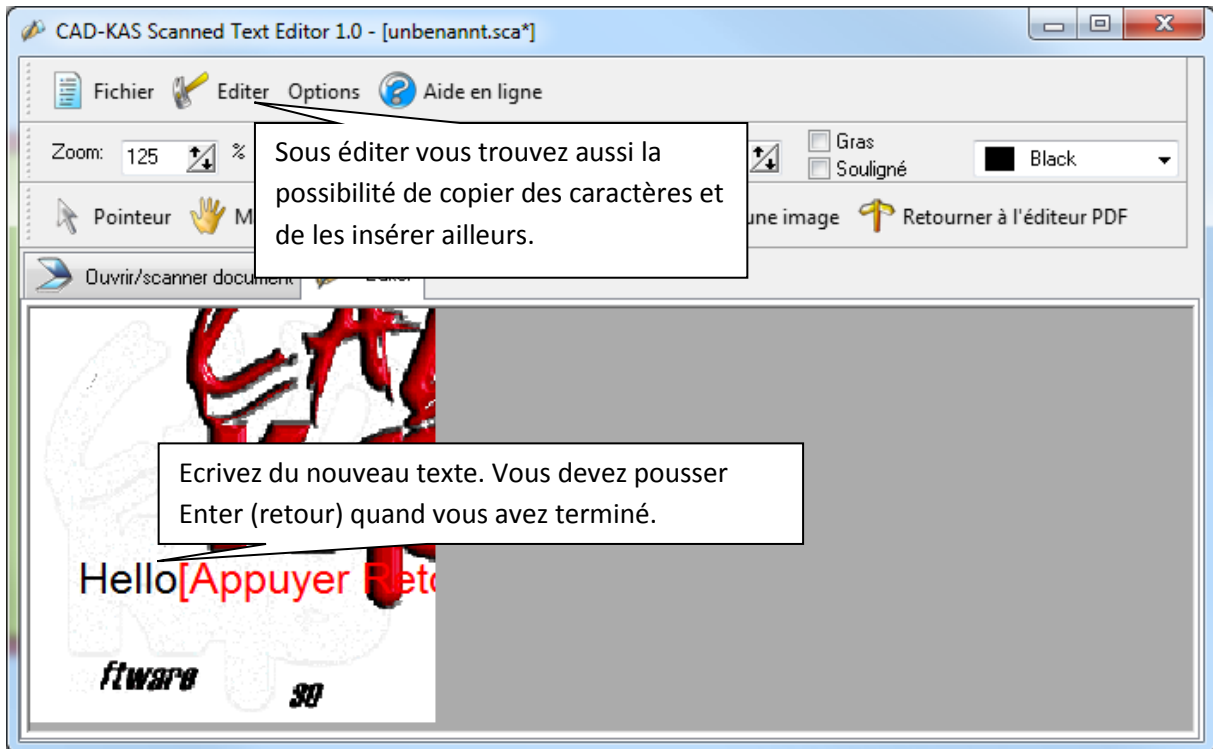 CAD-KAS Scanned Text Editor 1.0 - [unbenannt.sca*]
Fichier Editer Options Aide en ligne
Zoom: 125 % Gras
Souligné
Black
Sous éditer vous trouvez aussi la
possibilité de copier des caractères et
de les insérer ailleurs.
Pointeur une image Retourner à l'éditeur PDF
Ouvrir/scanner document
Ecrivez du nouveau texte. Vous devez pousser
Enter (retour) quand vous avez terminé.
Hello[Appuyer Reto
ftware